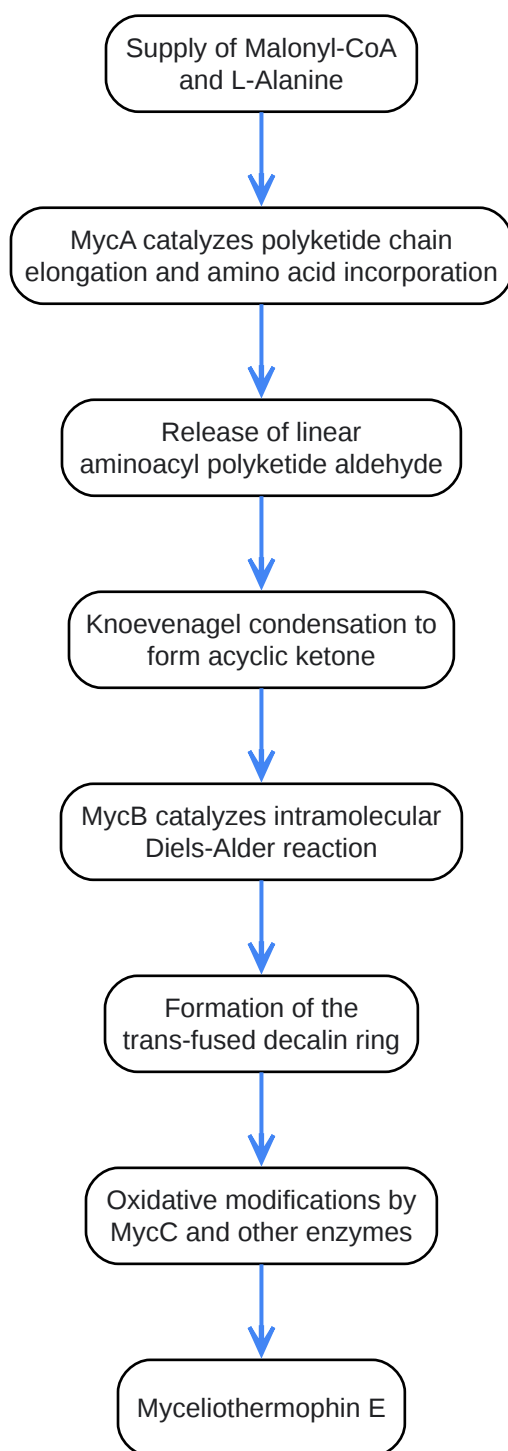 Supply of Malonyl-CoA
and L-Alanine
MycA catalyzes polyketide chain
elongation and amino acid incorporation
Release of linear
aminoacyl polyketide aldehyde
Knoevenagel condensation to
form acyclic ketone
MycB catalyzes intramolecular
Diels-Alder reaction
Formation of the
trans-fused decalin ring
Oxidative modifications by
MycC and other enzymes
Myceliothermophin E